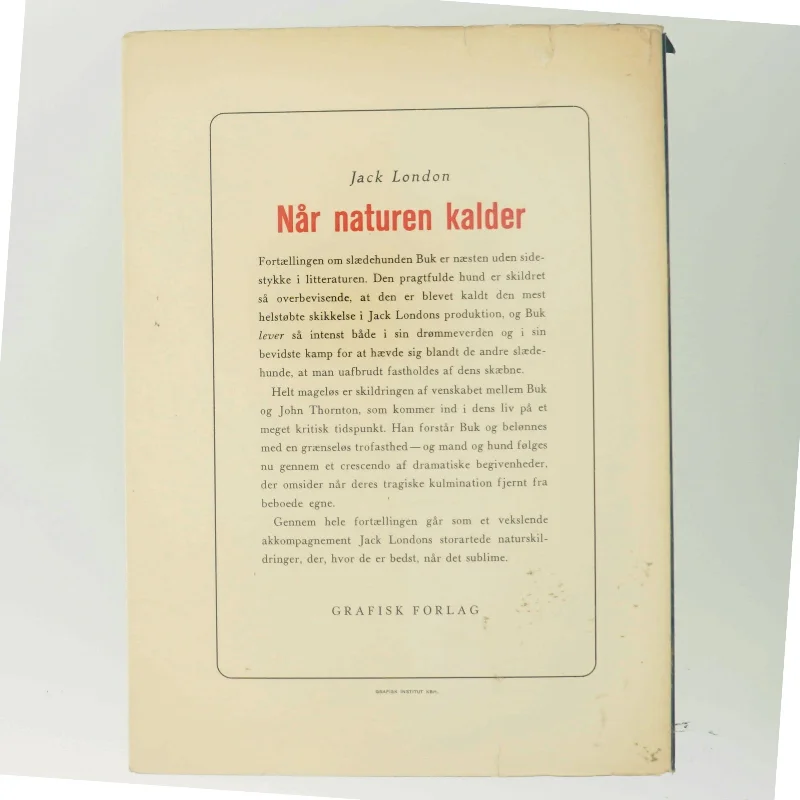 Jack London
Når naturen kalder
Fortællingen om slædehunden Buk er næsten uden side-
stykke i litteraturen. Den pragtfulde hund er skildret
så overbevisende, at den er blevet kaldt den mest
helstøbte skikkelse i Jack Londons produktion, og Buk
lever så intenst både i sin drømmeverden og i sin
bevidste kamp for at hævde sig blandt de andre slæde-
hunde, at man uafbrudt fastholdes af dens skæbne.
Helt mageløs er skildringen af venskabet mellem Buk
og John Thornton, som kommer ind i dens liv på et
meget kritisk tidspunkt. Han forstår Buk og belønnes
med en grænseløs trofasthed — og mand og hund følges
nu gennem et crescendo af dramatiske begivenheder,
der omsider når deres tragiske kulmination fjernt fra
beboede egne.
Gennem hele fortællingen går som et vekslende
akkompagnement Jack Londons storartede naturskil-
dringer, der, hvor de er bedst, når det sublime.
GRAFISK FORLAG
GRAFISK INSTITUT KBH.